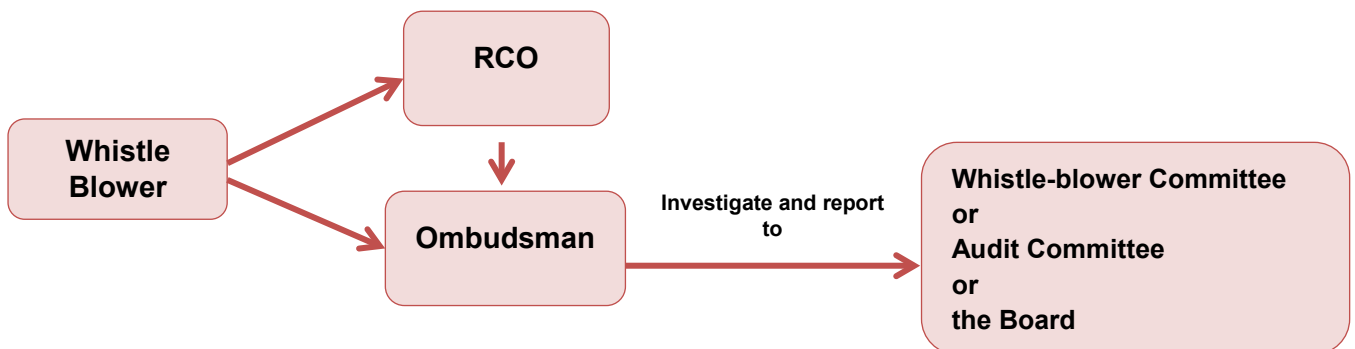 RCO
Whistle
Blower
Ombudsman
Investigate and report
to
Whistle-blower Committee
or
Audit Committee
or
the Board